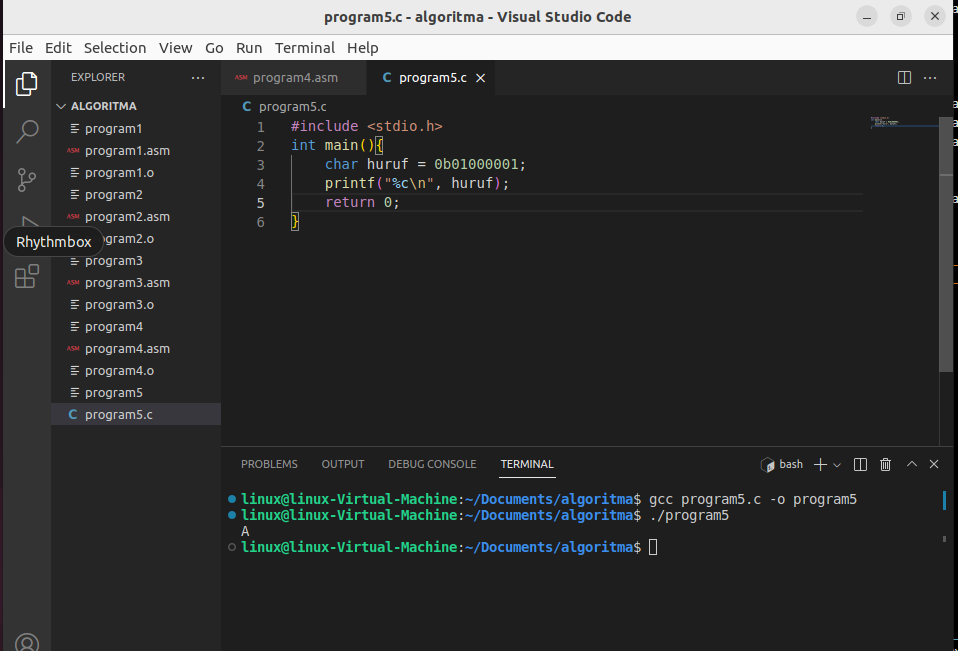 program5.c - algoritma - Visual Studio Code
File Edit Selection View Go Run Terminal Help
EXPLORER
ALGORITMA
program1
ASM program1.asm
program1.o
program2
ASM program2.asm
gram2.o
program3
ASM program3.asm
program3.o
program4
ASM program4.asm
program4.o
program5
C program5.c
Rhythmbox
ASM program4.asm C program5.c
C program5.c
1 #include <stdio.h>
2 int main(){
3 char huruf = 0b01000001;
4 printf("%c\n", huruf);
5 return 0;
6 }
PROBLEMS OUTPUT DEBUG CONSOLE TERMINAL bash
linux@linux-Virtual-Machine:~/Documents/algoritma$ gcc program5.c -o program5
linux@linux-Virtual-Machine:~/Documents/algoritma$ ./program5
A
linux@linux-Virtual-Machine:~/Documents/algoritma$